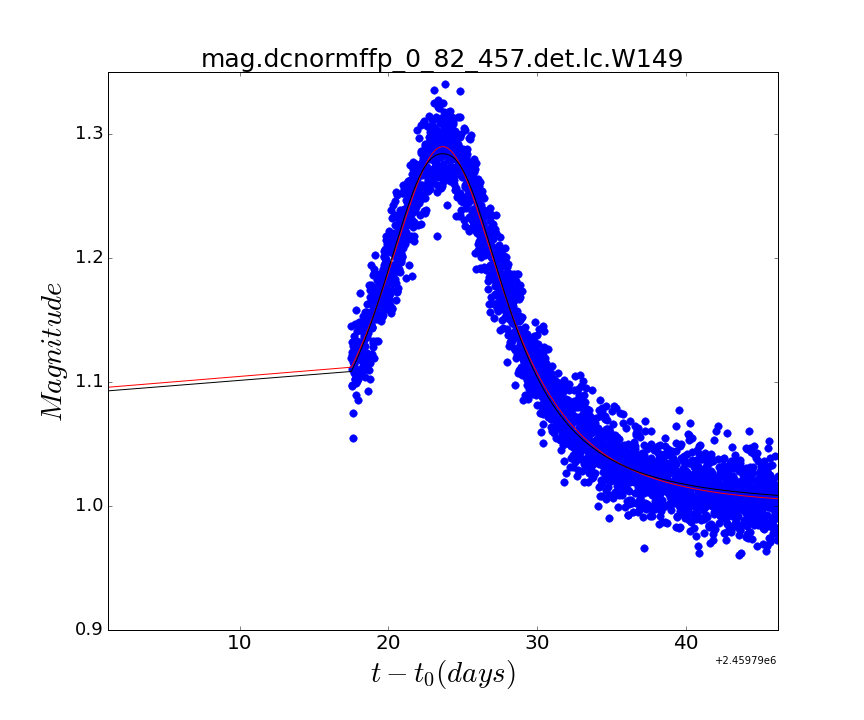 mag.dcnormffp_0_82_457.det.lc.W149
1.3
1.2
1.1
1.0
0.9
Magnitude
10 20 30 40
+2.45979e6
t − t₀(days)